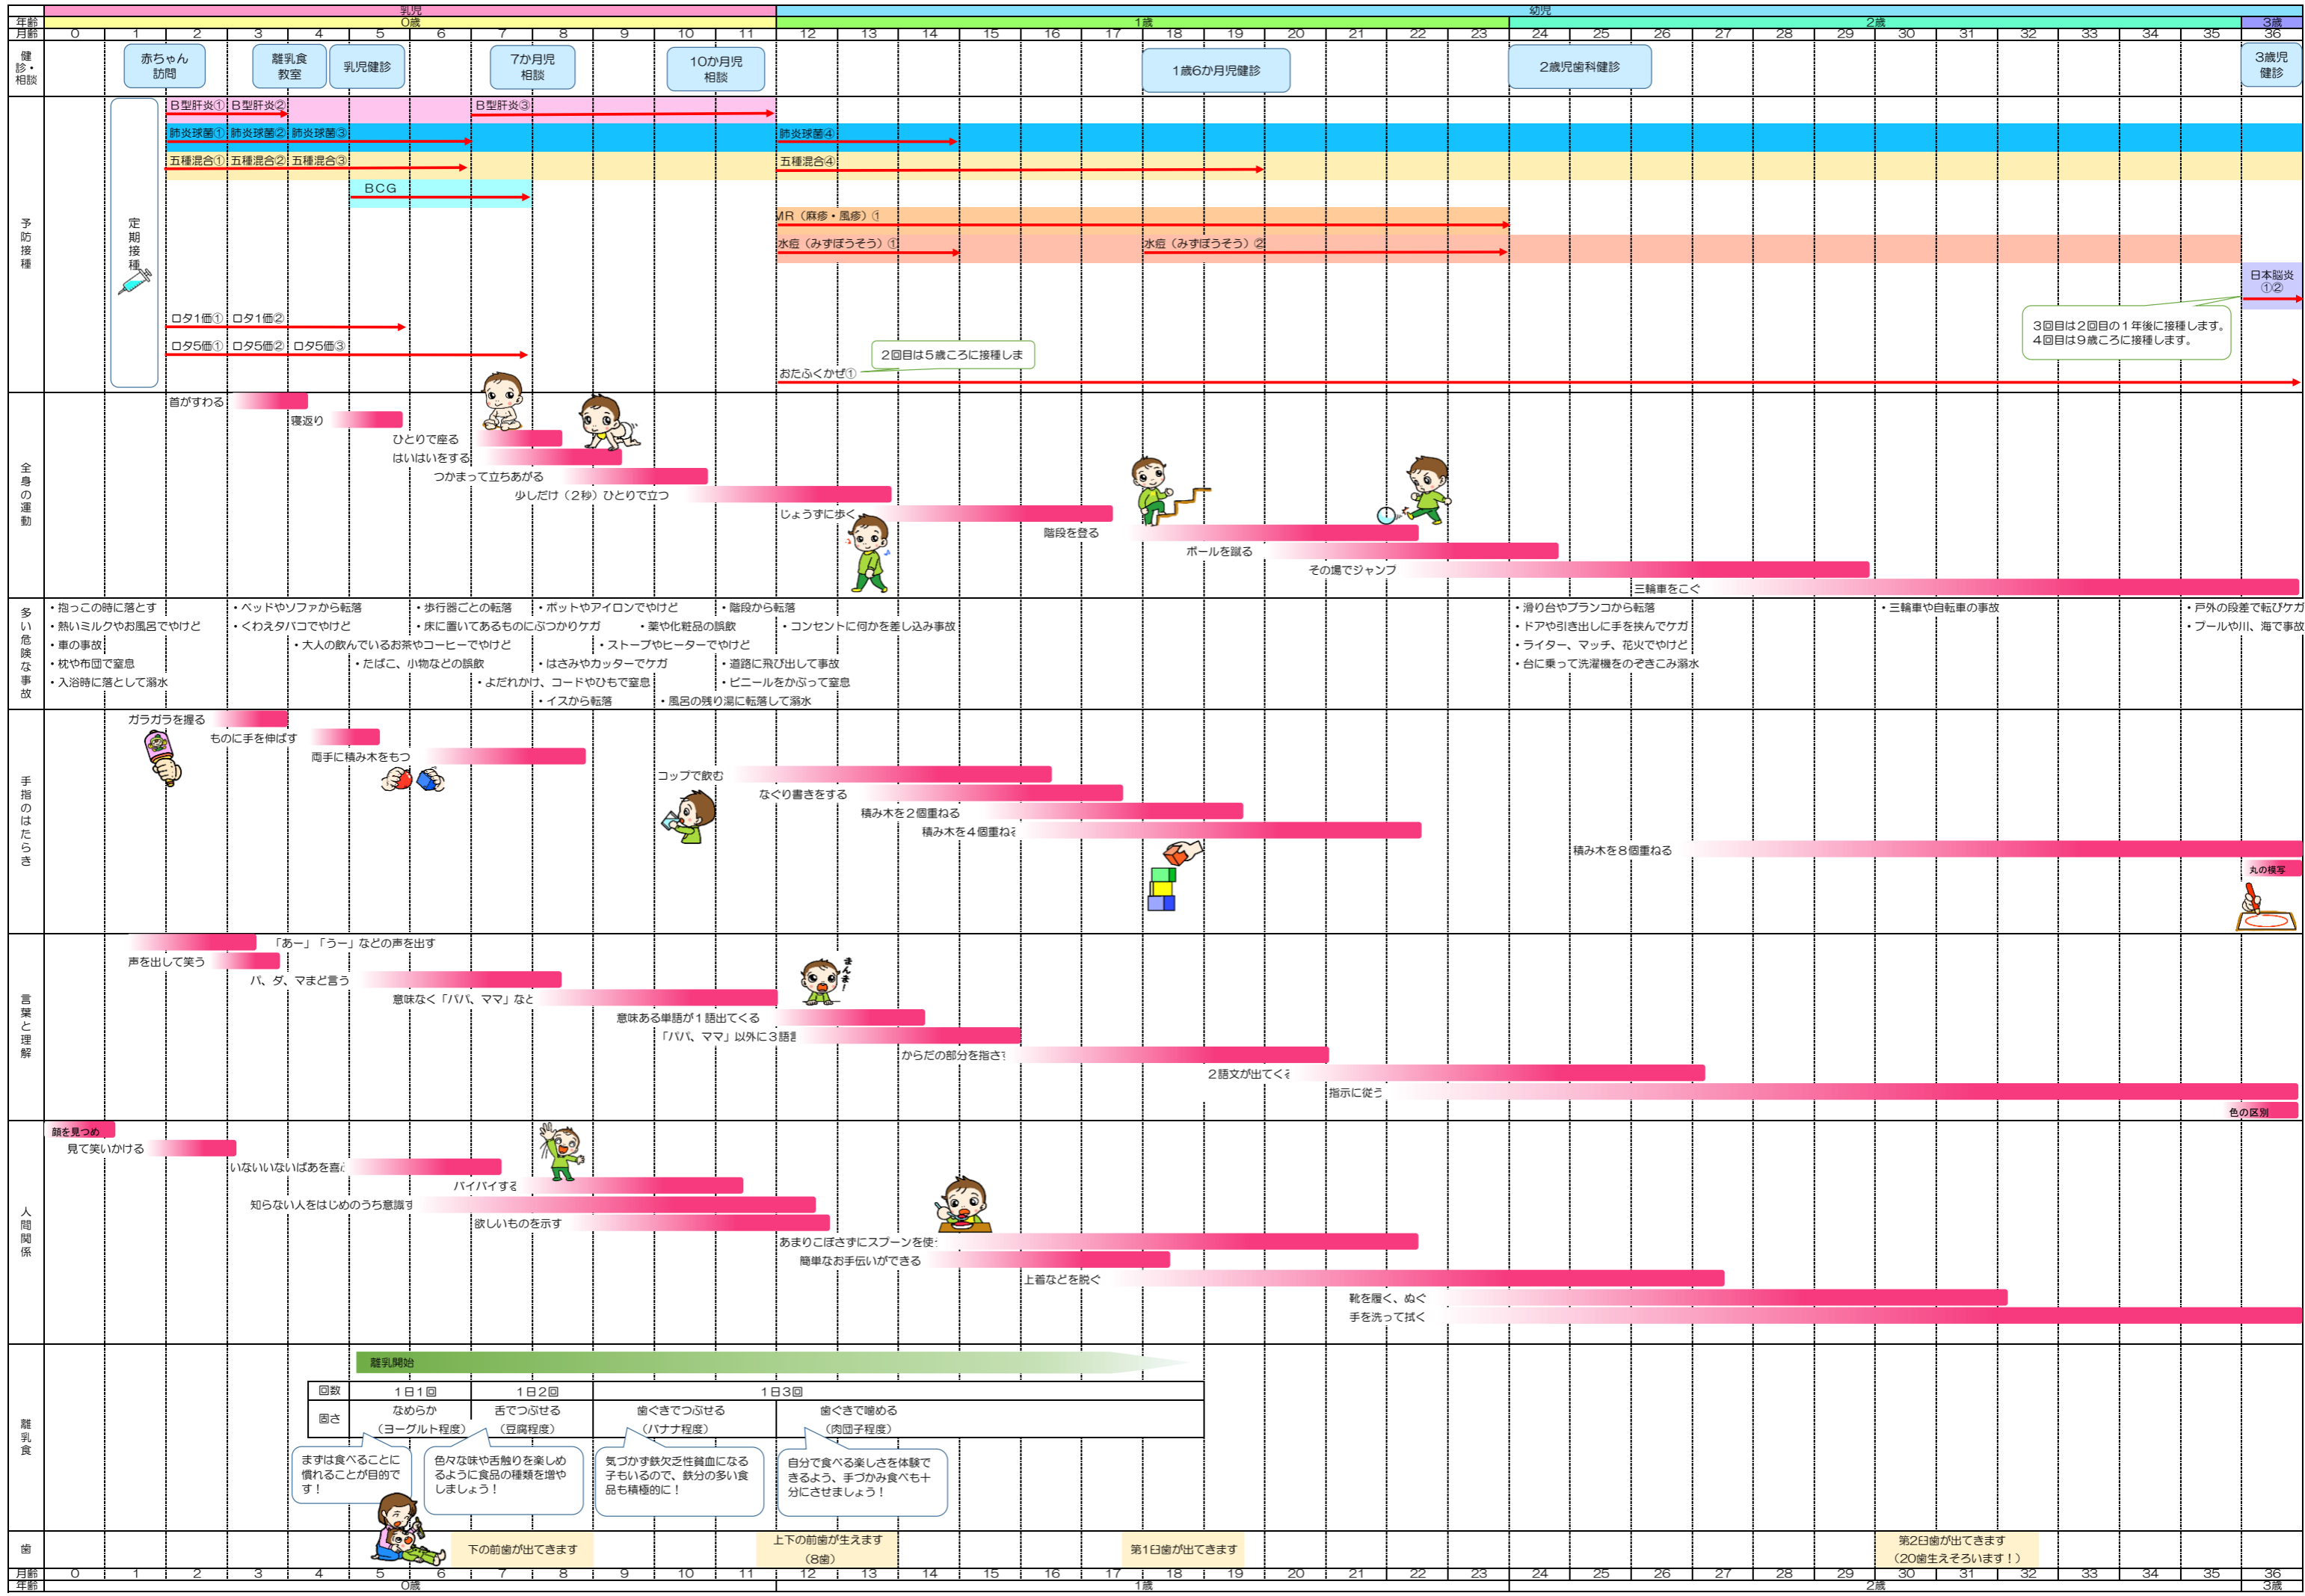 乳児 幼児
年齢 0歳 1歳 2歳 3歳
月齢 0 1 2 3 4 5 6 7 8 9 10 11 12 13 14 15 16 17 18 19 20 21 22 23 24 25 26 27 28 29 30 31 32 33 34 35 36
健診・相談
赤ちゃん
訪問
離乳食
教室
乳児健診
7か月児
相談
10か月児
相談
1歳6か月児健診
2歳児歯科健診
3歳児
健診
予防接種
定期接種
B型肝炎① B型肝炎② B型肝炎③
肺炎球菌① 肺炎球菌② 肺炎球菌③ 肺炎球菌④
五種混合① 五種混合② 五種混合③ 五種混合④
BCG
MR（麻疹・風疹）①
水痘（みずぼうそう）① 水痘（みずぼうそう）②
日本脳炎
①②
ロタ1価① ロタ1価②
3回目は2回目の1年後に接種します。
4回目は9歳ころに接種します。
ロタ5価① ロタ5価② ロタ5価③
2回目は5歳ころに接種しま
おたふくかぜ①
全身の運動
首がすわる
寝返り
ひとりで座る
はいはいをする
つかまって立ちあがる
少しだけ（2秒）ひとりで立つ
じょうずに歩く
階段を登る
ボールを蹴る
その場でジャンプ
三輪車をこぐ
多い危険な事故
・抱っこの時に落とす ・ベッドやソファから転落 ・歩行器ごとの転落 ・ポットやアイロンでやけど ・階段から転落 ・滑り台やブランコから転落 ・三輪車や自転車の事故 ・戸外の段差で転びケガ
・熱いミルクやお風呂でやけど ・くわえタバコでやけど ・床に置いてあるものにぶつかりケガ ・薬や化粧品の誤飲 ・コンセントに何かを差し込み事故 ・ドアや引き出しに手を挟んでケガ ・プールや川、海で事故
・車の事故 ・大人の飲んでいるお茶やコーヒーでやけど ・ストーブやヒーターでやけど ・ライター、マッチ、花火でやけど
・枕や布団で窒息 ・たばこ、小物などの誤飲 ・はさみやカッターでケガ ・道路に飛び出して事故 ・台に乗って洗濯機をのぞきこみ溺水
・入浴時に落として溺水 ・よだれかけ、コードやひもで窒息 ・ビニールをかぶって窒息
・イスから転落 ・風呂の残り湯に転落して溺水
手指のはたらき
ガラガラを握る
ものに手を伸ばす
両手に積み木をもつ
コップで飲む
なぐり書きをする
積み木を2個重ねる
積み木を4個重ねる
積み木を8個重ねる
丸の模写
言葉と理解
「あー」「うー」などの声を出す
声を出して笑う
まんま！
バ、ダ、マまど言う
意味なく「パパ、ママ」など
意味ある単語が1語出てくる
「パパ、ママ」以外に3語言
からだの部分を指さす
2語文が出てくる
指示に従う
色の区別
人間関係
顔を見つめ
見て笑いかける
いないいないばあを喜ぶ
バイバイする
知らない人をはじめのうち意識す
欲しいものを示す
あまりこぼさずにスプーンを使う
簡単なお手伝いができる
上着などを脱ぐ
靴を履く、ぬぐ
手を洗って拭く
離乳食
離乳開始
回数 1日1回 1日2回 1日3回
固さ なめらか 舌でつぶせる 歯ぐきでつぶせる 歯ぐきで噛める
（ヨーグルト程度） （豆腐程度） （バナナ程度） （肉団子程度）
まずは食べることに
慣れることが目的で
す！
色々な味や舌触りを楽しめ
るように食品の種類を増や
しましょう！
気づかず鉄欠乏性貧血になる
子もいるので、鉄分の多い食
品も積極的に！
自分で食べる楽しさを体験で
きるよう、手づかみ食べも十
分にさせましょう！
歯
下の前歯が出てきます
上下の前歯が生えます
（8歯）
第1臼歯が出てきます
第2臼歯が出てきます
（20歯生えそろいます！）
月齢 0 1 2 3 4 5 6 7 8 9 10 11 12 13 14 15 16 17 18 19 20 21 22 23 24 25 26 27 28 29 30 31 32 33 34 35 36
年齢 0歳 1歳 2歳 3歳